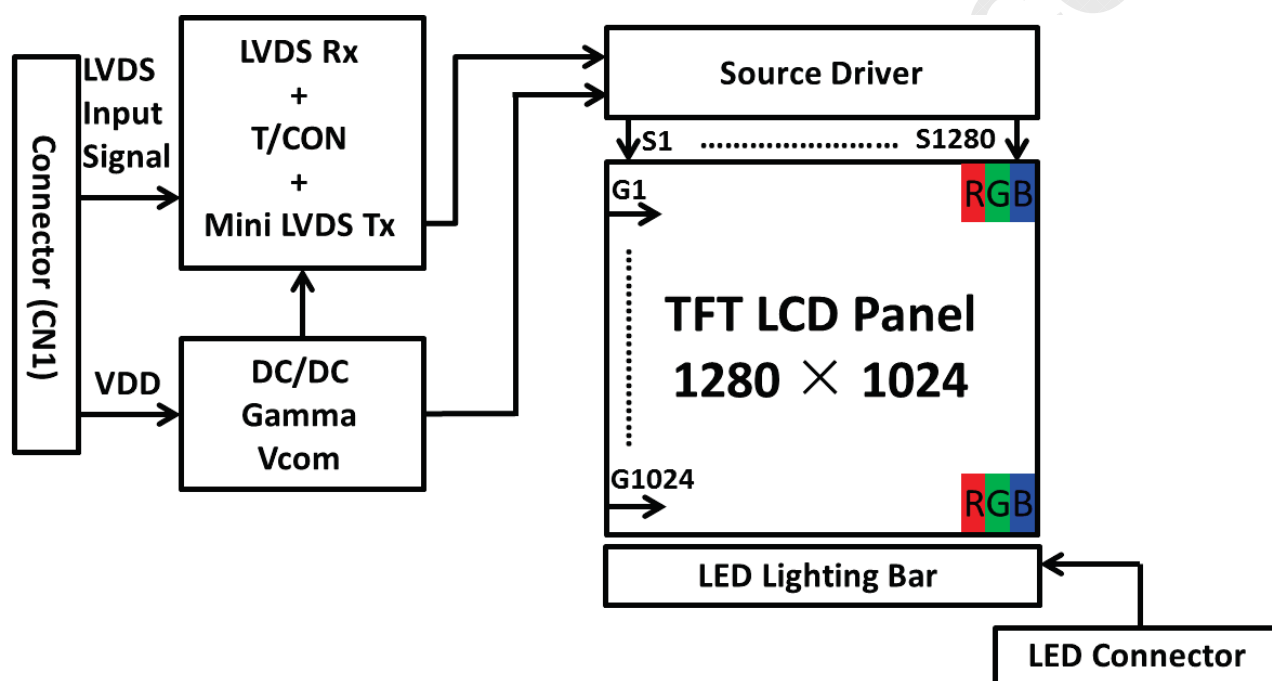 Connector (CN1)
LVDS
Input
Signal
VDD
LVDS Rx
+
T/CON
+
Mini LVDS Tx
DC/DC
Gamma
Vcom
Source Driver
S1 ........................ S1280
G1
RGB
TFT LCD Panel
1280 × 1024
G1024
RGB
LED Lighting Bar
LED Connector